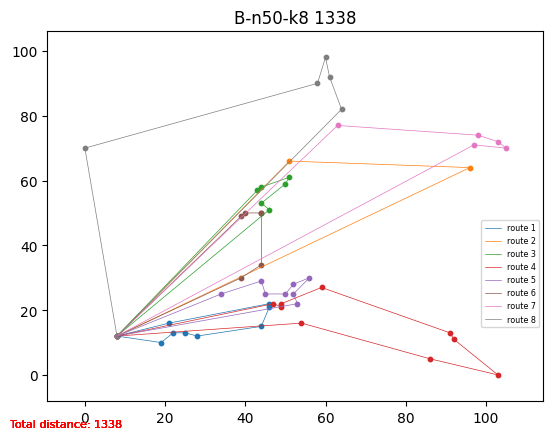 B-n50-k8 1338
100
80
60
40
20
0
0
20
40
60
80
100
route 1
route 2
route 3
route 4
route 5
route 6
route 7
route 8
Total distance: 1338